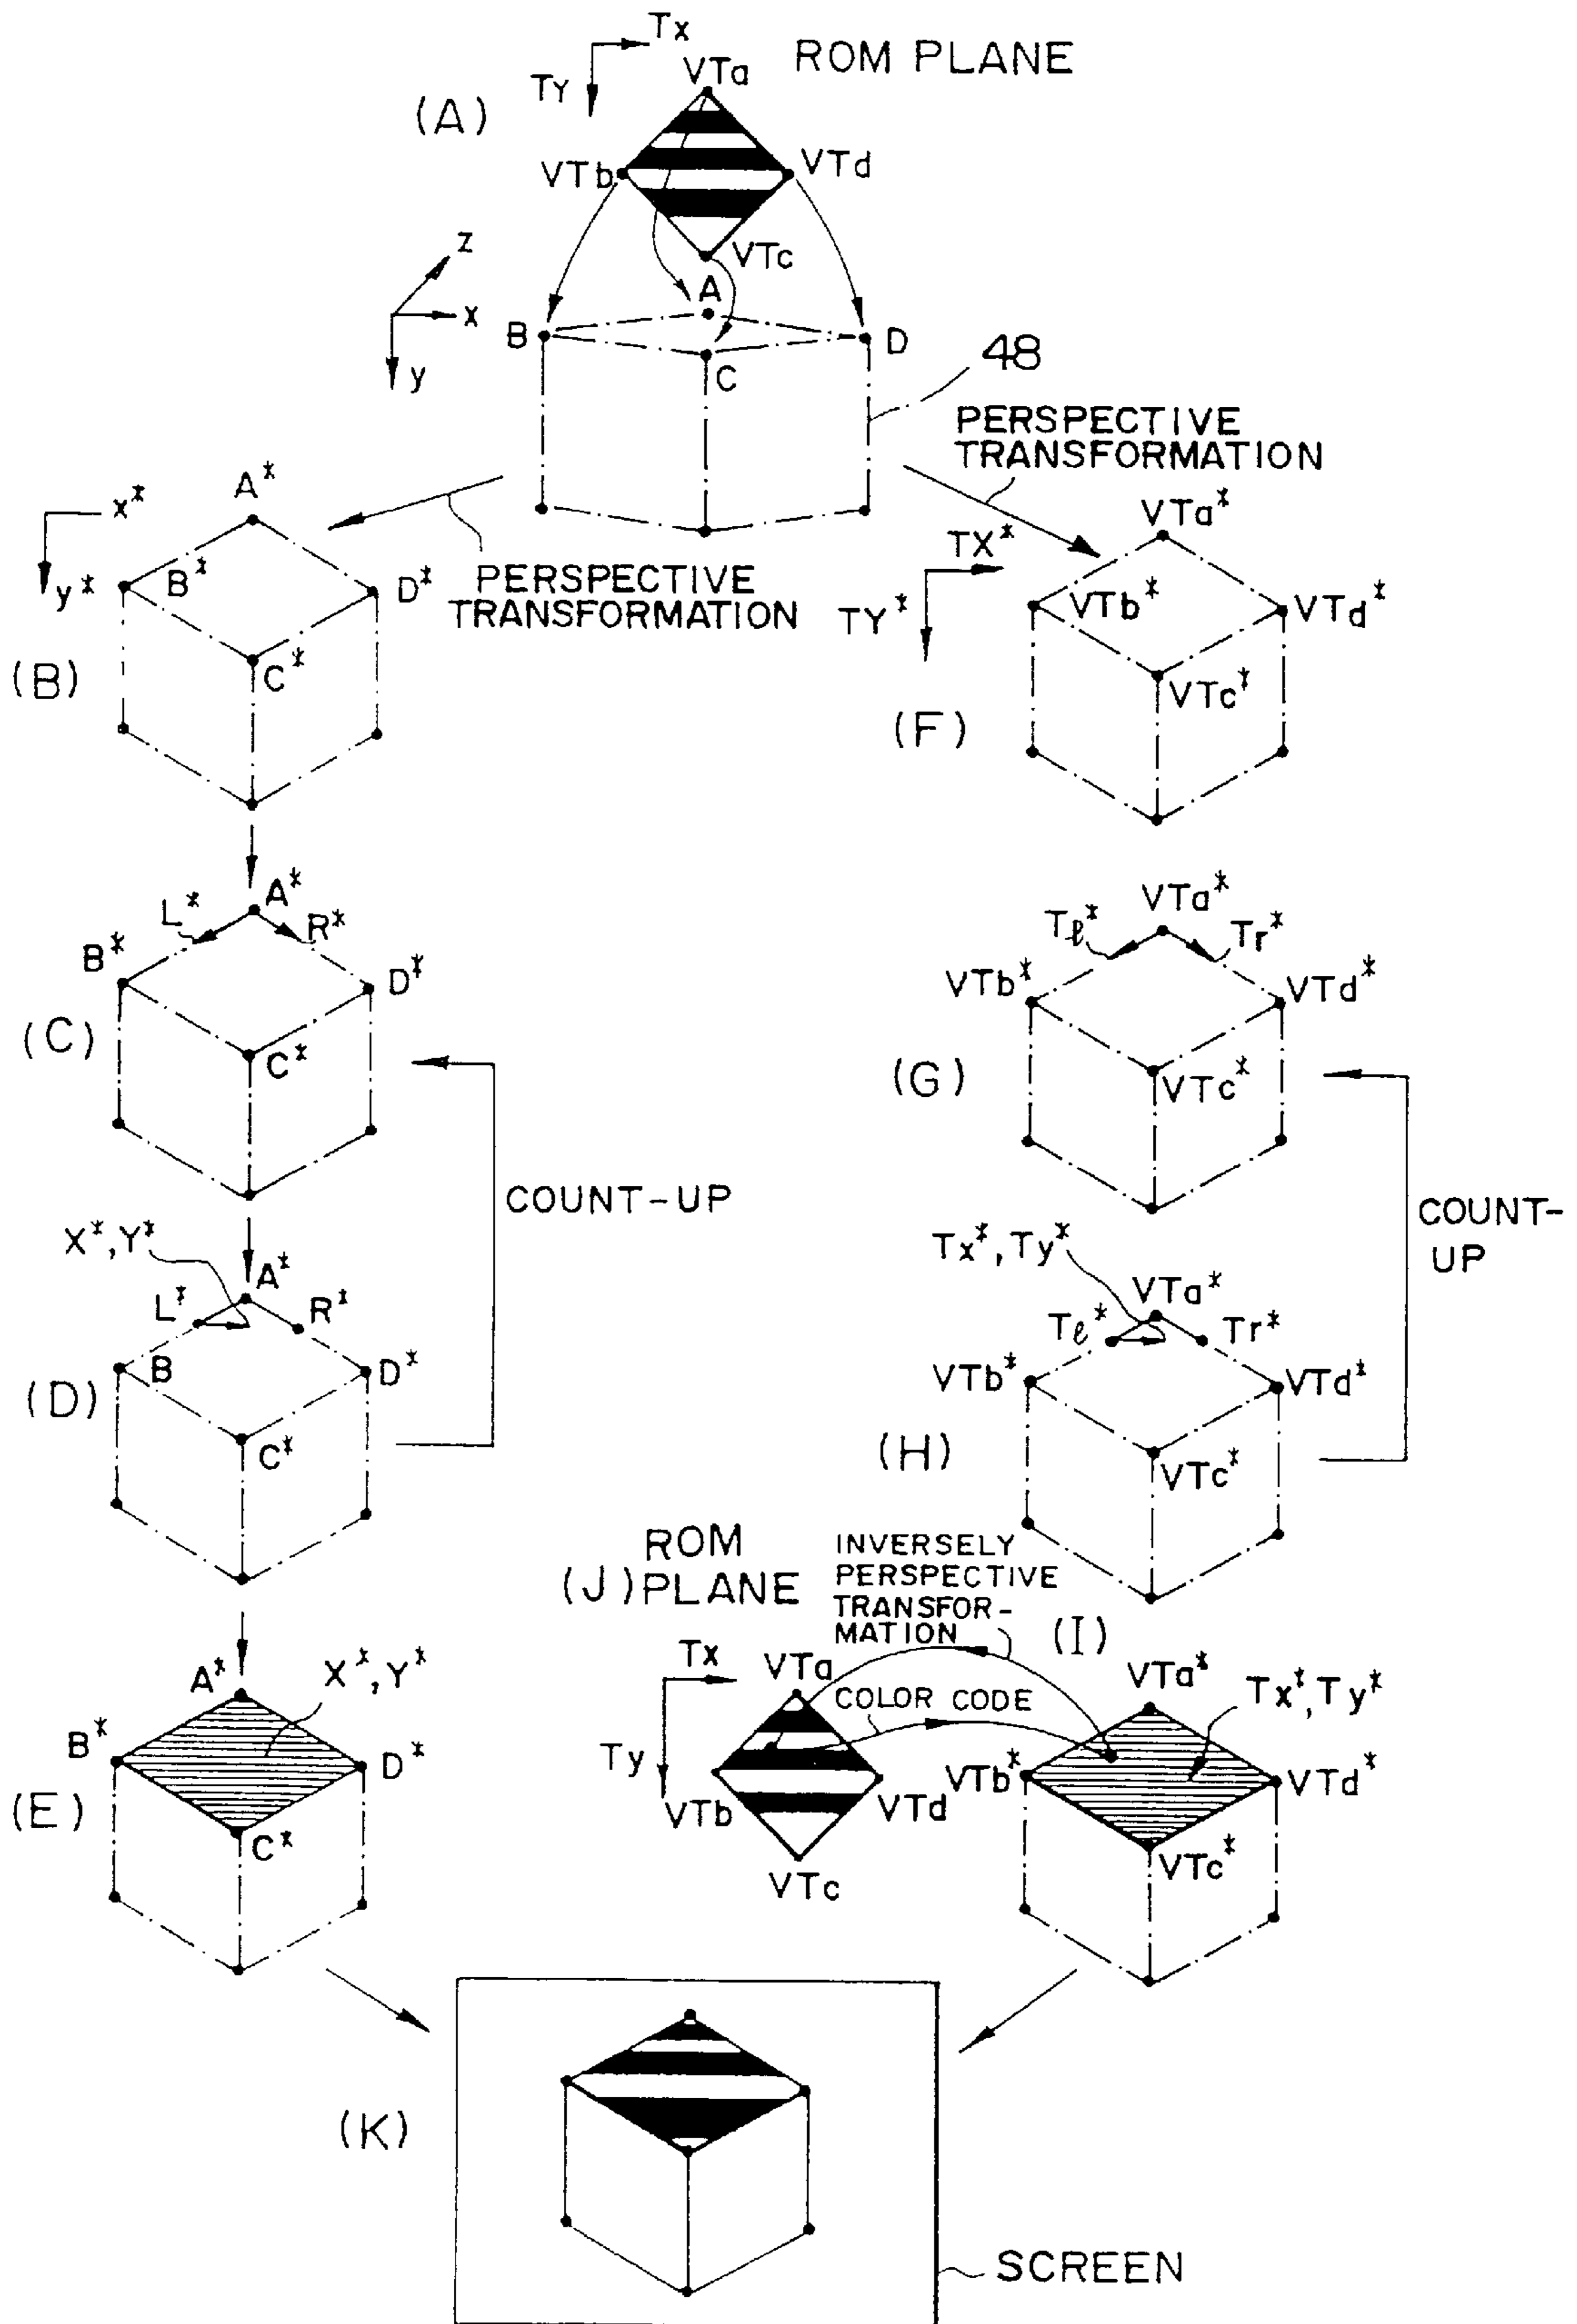 Tx
ROM PLANE
TY
VTa
(A)
VTb
VTd
VTc
z
x
y
A
B
D
C
48
PERSPECTIVE
TRANSFORMATION
x*
y*
A*
B*
D*
C*
(B)
PERSPECTIVE
TRANSFORMATION
TX*
TY*
VTa*
VTb*
VTd*
VTc*
(F)
L*
A*
R*
B*
D*
C*
(C)
COUNT-UP
Tℓ*
VTa*
Tr*
VTb*
VTd*
VTc*
(G)
COUNT-
UP
X*,Y*
A*
L*
R*
B
D*
C*
(D)
Tx*,Ty*
VTa*
Tℓ*
Tr*
VTb*
VTd*
VTc*
(H)
ROM
(J) PLANE
INVERSELY
PERSPECTIVE
TRANSFOR-
MATION
(I)
A*
X*,Y*
B*
D*
C*
(E)
Tx
Ty
VTa
VTb
VTd
VTc
COLOR CODE
VTa*
Tx*,Ty*
VTb*
VTd*
VTc*
(K)
SCREEN